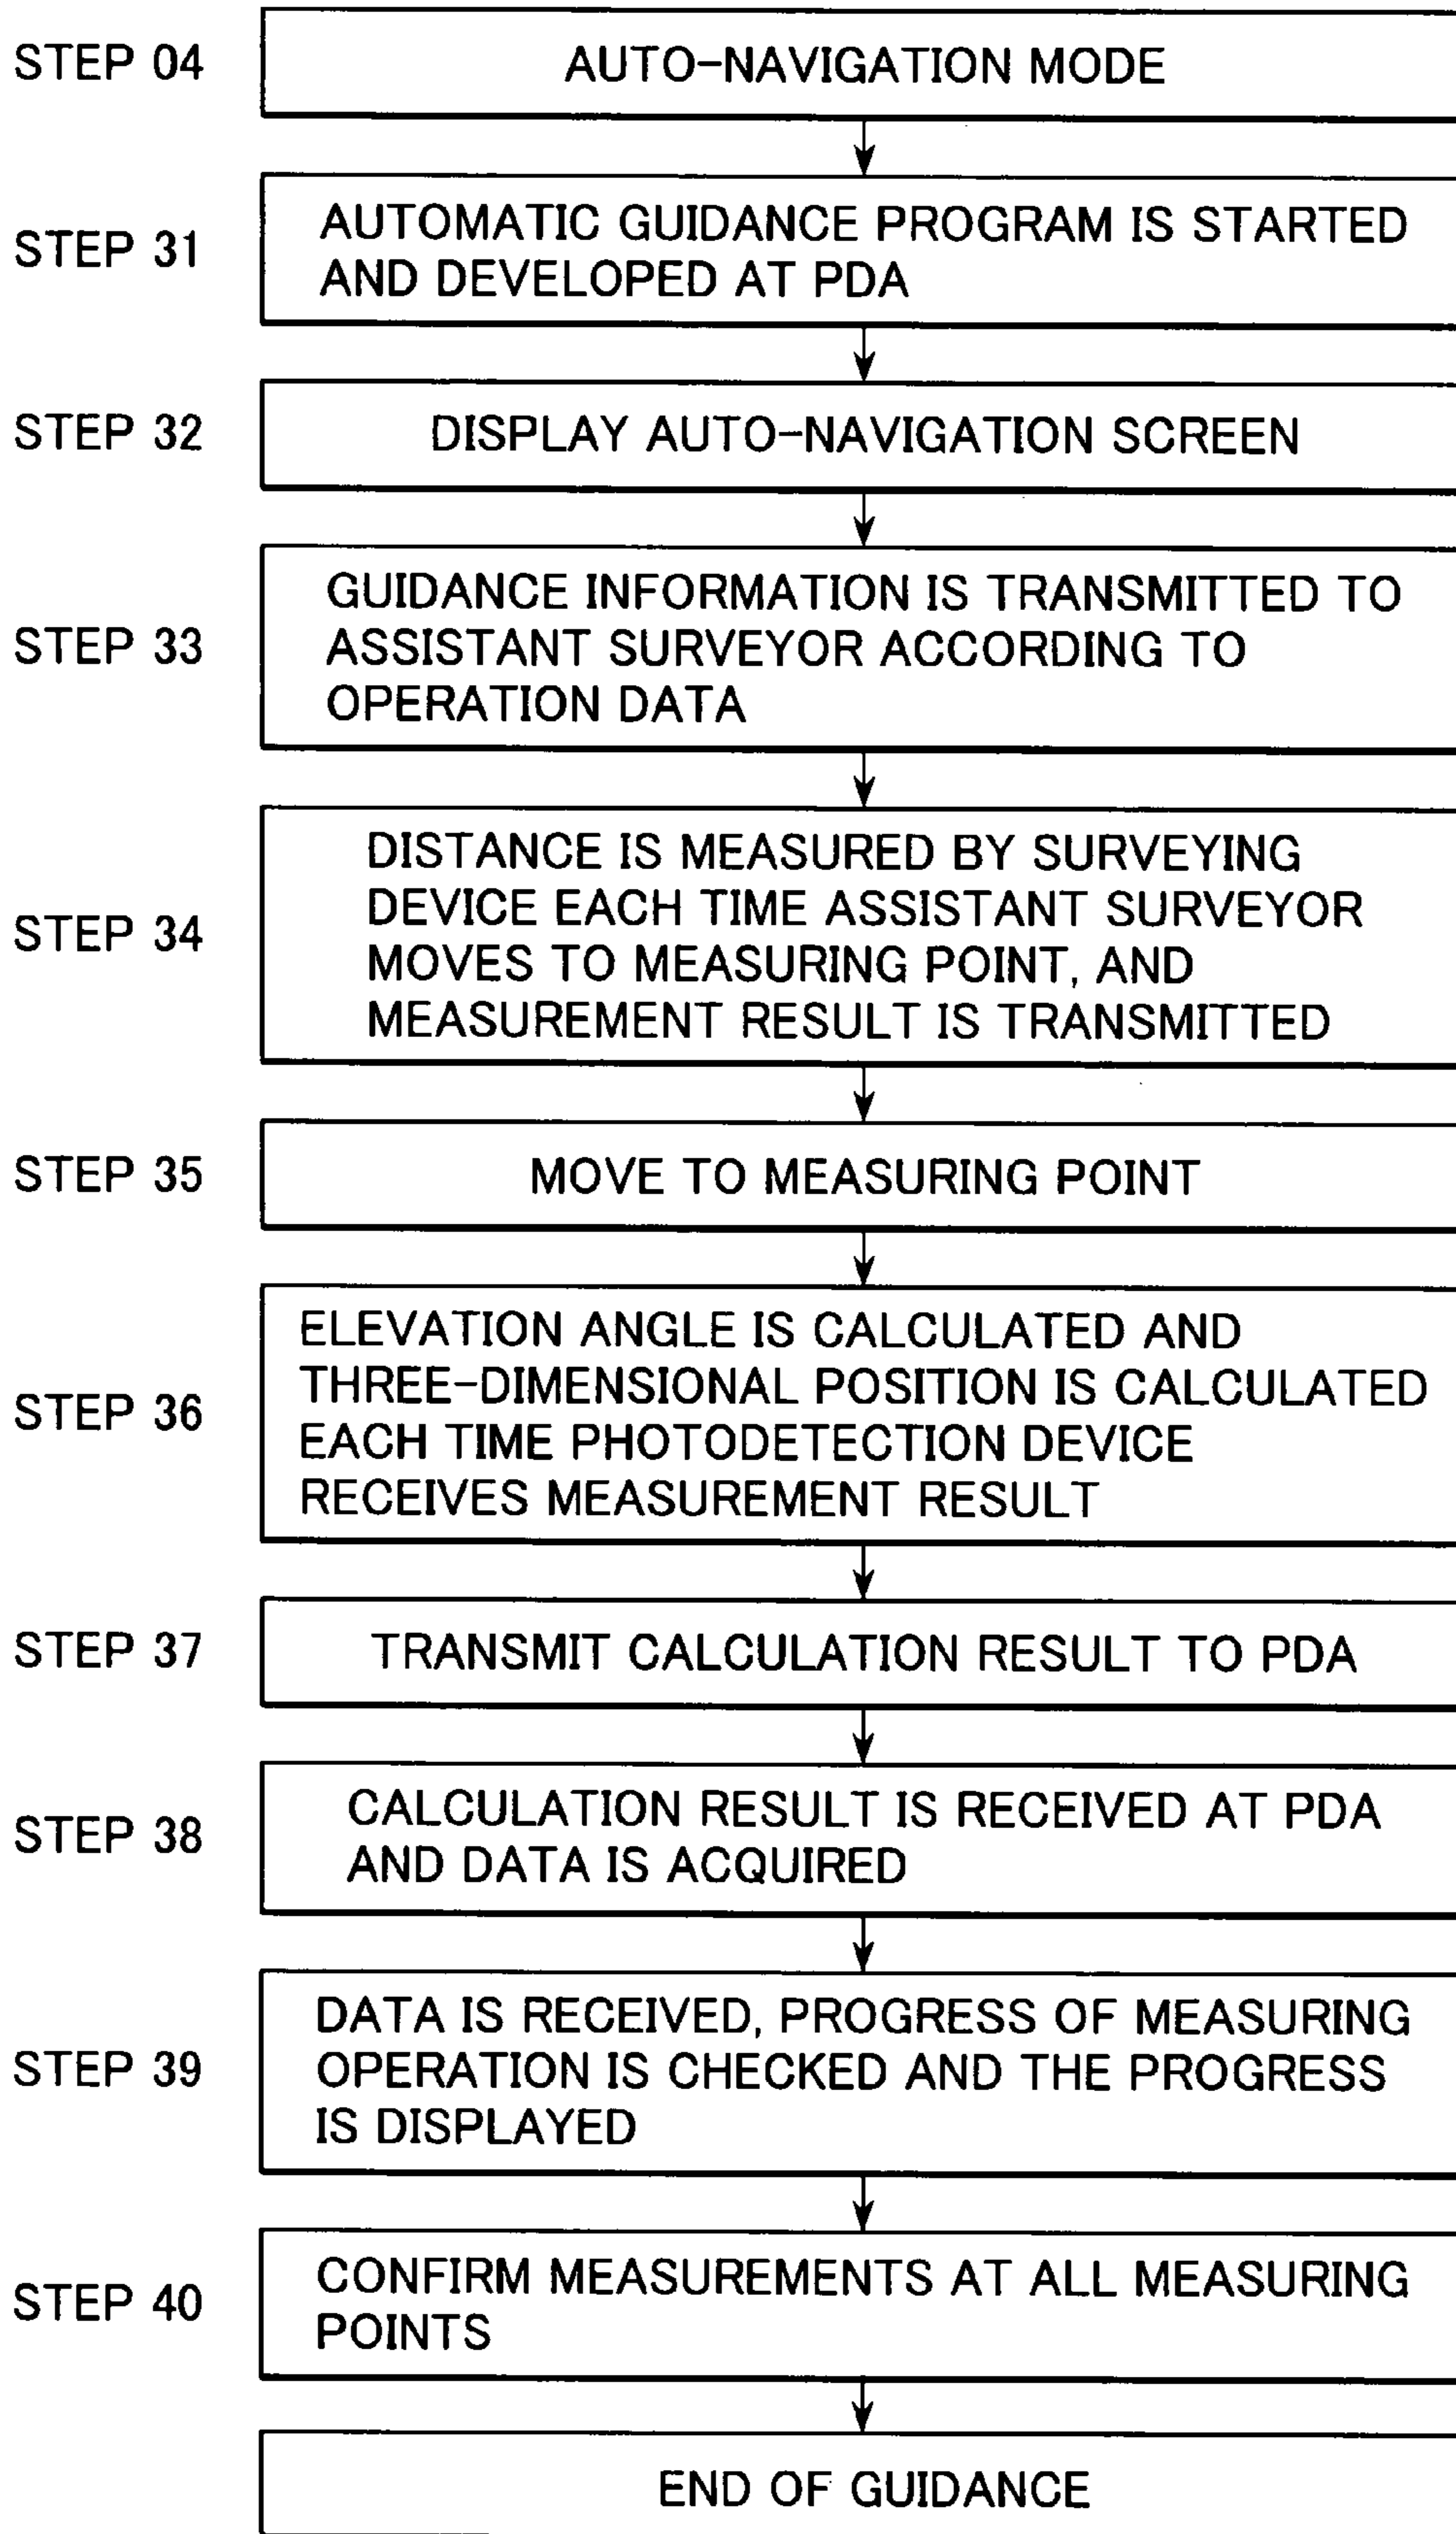 STEP 04
AUTO-NAVIGATION MODE
STEP 31
AUTOMATIC GUIDANCE PROGRAM IS STARTED
AND DEVELOPED AT PDA
STEP 32
DISPLAY AUTO-NAVIGATION SCREEN
STEP 33
GUIDANCE INFORMATION IS TRANSMITTED TO
ASSISTANT SURVEYOR ACCORDING TO
OPERATION DATA
STEP 34
DISTANCE IS MEASURED BY SURVEYING
DEVICE EACH TIME ASSISTANT SURVEYOR
MOVES TO MEASURING POINT, AND
MEASUREMENT RESULT IS TRANSMITTED
STEP 35
MOVE TO MEASURING POINT
STEP 36
ELEVATION ANGLE IS CALCULATED AND
THREE-DIMENSIONAL POSITION IS CALCULATED
EACH TIME PHOTODETECTION DEVICE
RECEIVES MEASUREMENT RESULT
STEP 37
TRANSMIT CALCULATION RESULT TO PDA
STEP 38
CALCULATION RESULT IS RECEIVED AT PDA
AND DATA IS ACQUIRED
STEP 39
DATA IS RECEIVED, PROGRESS OF MEASURING
OPERATION IS CHECKED AND THE PROGRESS
IS DISPLAYED
STEP 40
CONFIRM MEASUREMENTS AT ALL MEASURING
POINTS
END OF GUIDANCE